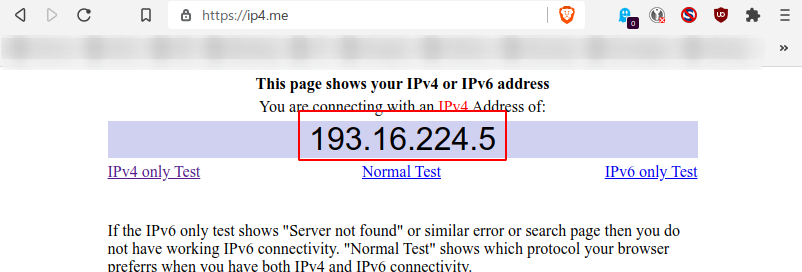 https://ip4.me
0
»
This page shows your IPv4 or IPv6 address
You are connecting with an IPv4 Address of:
193.16.224.5
IPv4 only Test Normal Test IPv6 only Test
If the IPv6 only test shows "Server not found" or similar error or search page then you do
not have working IPv6 connectivity. "Normal Test" shows which protocol your browser
preferrs when you have both IPv4 and IPv6 connectivity.